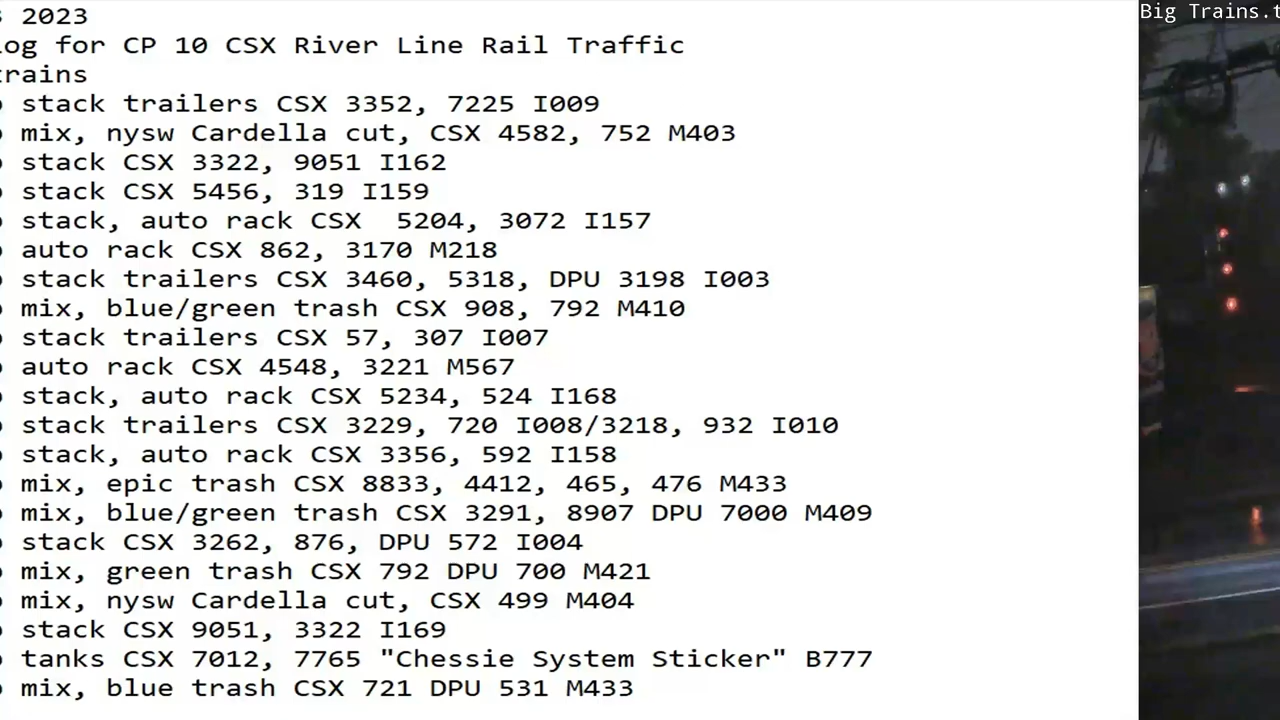 2023
for CP 10 CSX River Line Rail Traffic
trains
stack trailers CSX 3352, 7225 I009
mix, nysw Cardella cut, CSX 4582, 752 M403
stack CSX 3322, 9051 I162
stack CSX 5456, 319 I159
stack, auto rack CSX  5204, 3072 I157
auto rack CSX 862, 3170 M218
stack trailers CSX 3460, 5318, DPU 3198 I003
mix, blue/green trash CSX 908, 792 M410
stack trailers CSX 57, 307 I007
auto rack CSX 4548, 3221 M567
stack, auto rack CSX 5234, 524 I168
stack trailers CSX 3229, 720 I008/3218, 932 I010
stack, auto rack CSX 3356, 592 I158
mix, epic trash CSX 8833, 4412, 465, 476 M433
mix, blue/green trash CSX 3291, 8907 DPU 7000 M409
stack CSX 3262, 876, DPU 572 I004
mix, green trash CSX 792 DPU 700 M421
mix, nysw Cardella cut, CSX 499 M404
stack CSX 9051, 3322 I169
tanks CSX 7012, 7765 "Chessie System Sticker" B777
mix, blue trash CSX 721 DPU 531 M433
Big Trains.t